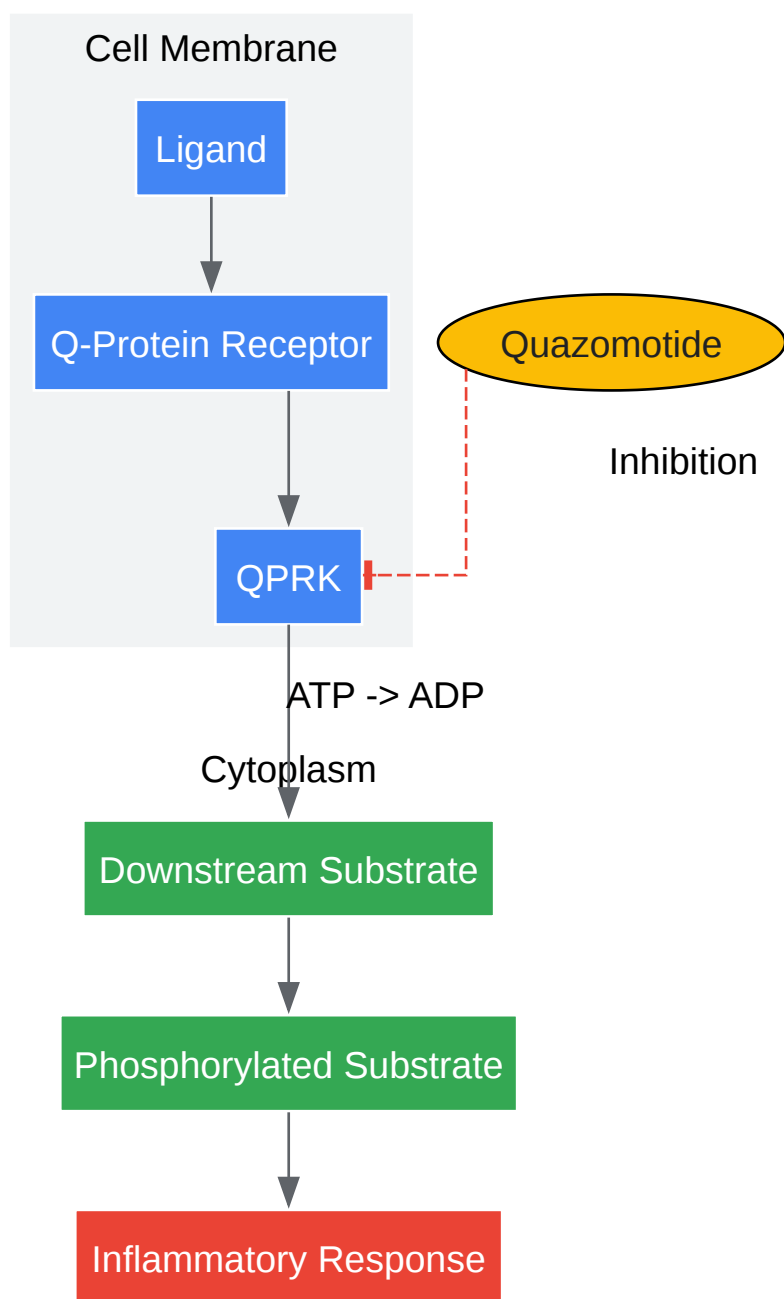 Cell Membrane
Ligand
Q-Protein Receptor
Quazomotide
Inhibition
QPRK
ATP -> ADP
Cytoplasm
Downstream Substrate
Phosphorylated Substrate
Inflammatory Response